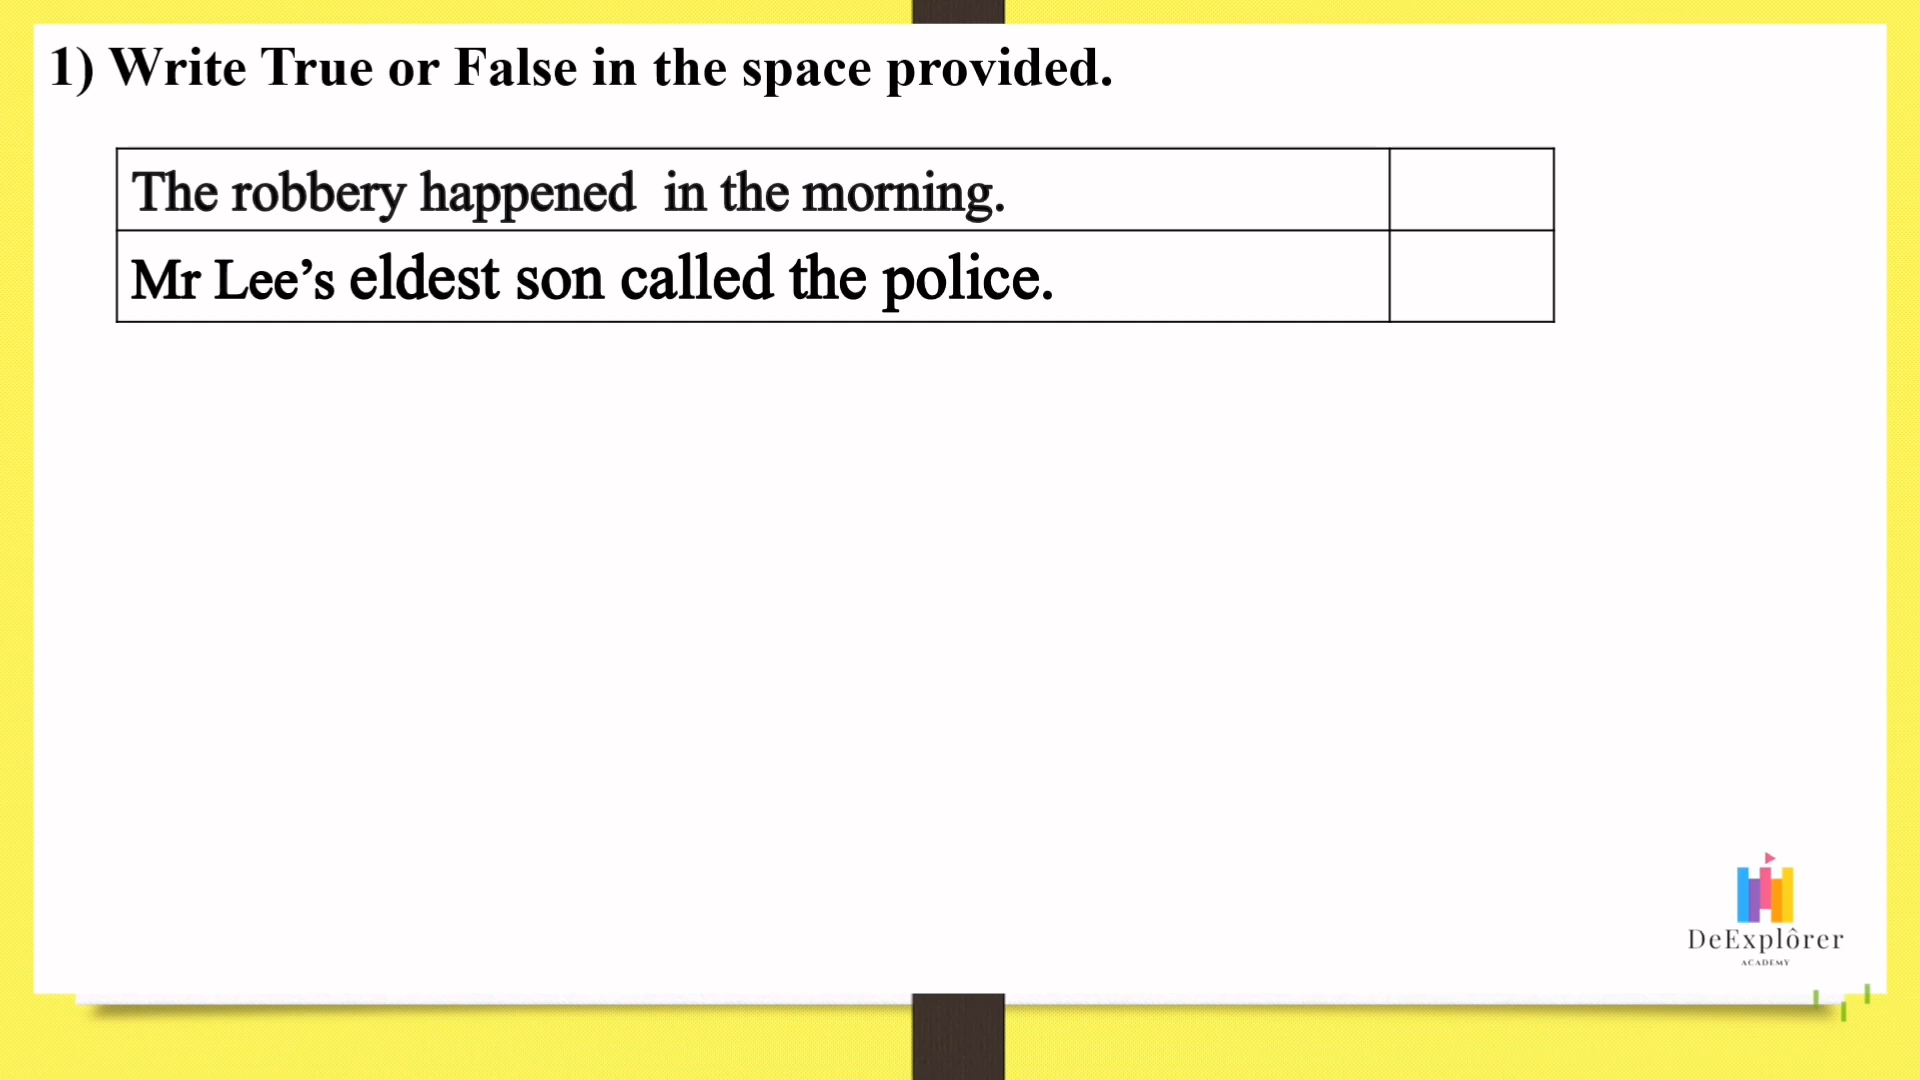 1) Write True or False in the space provided.
The robbery happened  in the morning.
Mr Lee’s eldest son called the police.
DeExplôrer
ACADEMY